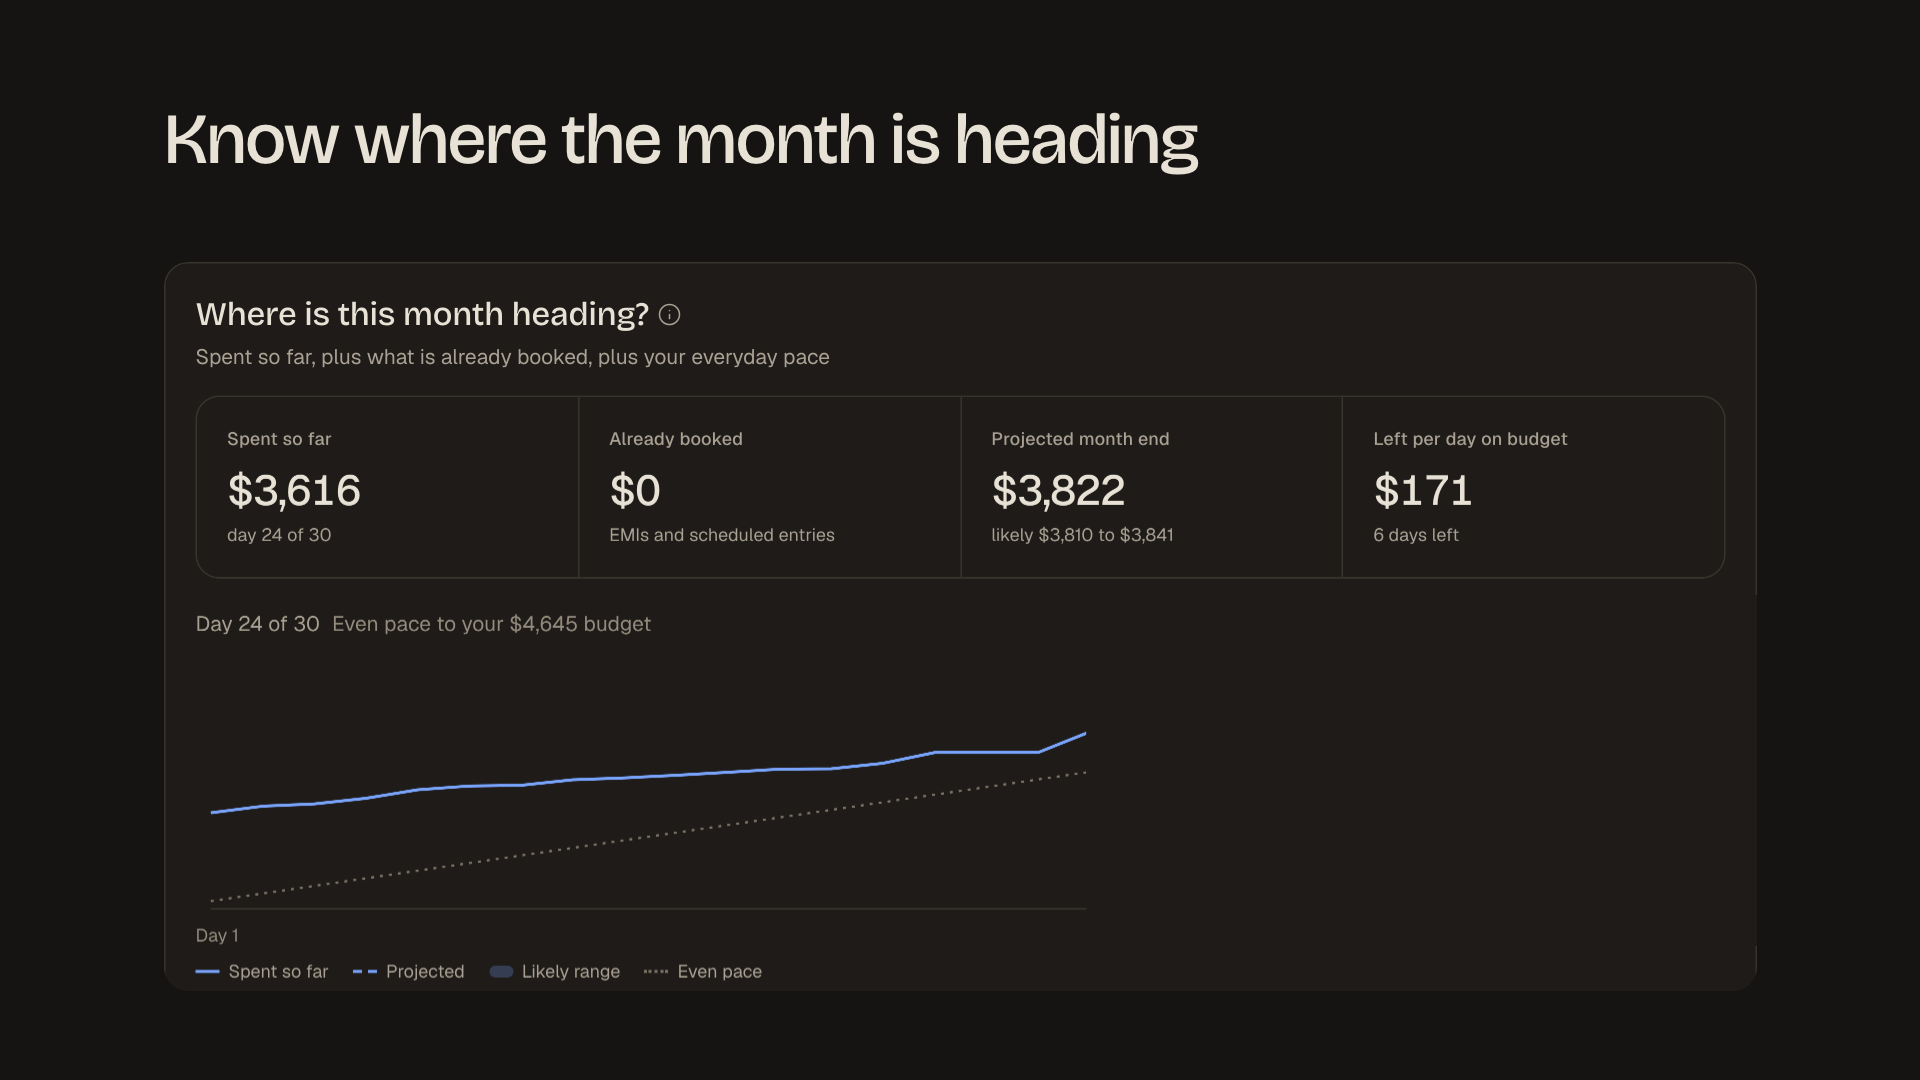 Know where the month is heading
Where is this month heading?
Spent so far, plus what is already booked, plus your everyday pace
Spent so far
$3,616
day 24 of 30
Already booked
$0
EMIs and scheduled entries
Projected month end
$3,822
likely $3,810 to $3,841
Left per day on budget
$171
6 days left
Day 24 of 30 Even pace to your $4,645 budget
Day 1
Spent so far Projected Likely range Even pace